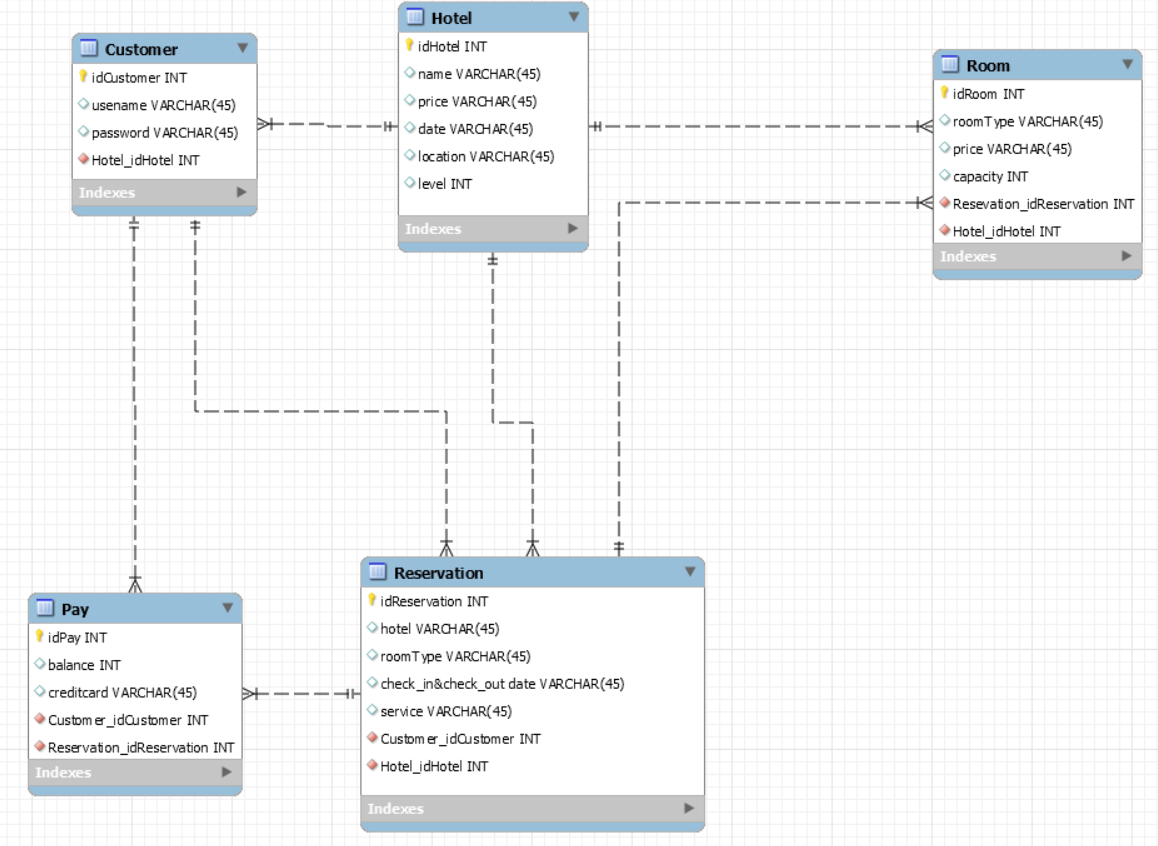 Customer
idCustomer INT
usename VARCHAR(45)
password VARCHAR(45)
Hotel_idHotel INT
Indexes
Hotel
idHotel INT
name VARCHAR(45)
price VARCHAR(45)
date VARCHAR(45)
location VARCHAR(45)
level INT
Indexes
Room
idRoom INT
roomType VARCHAR(45)
price VARCHAR(45)
capacity INT
Resevation_idReservation INT
Hotel_idHotel INT
Indexes
Pay
idPay INT
balance INT
creditcard VARCHAR(45)
Customer_idCustomer INT
Reservation_idReservation INT
Indexes
Reservation
idReservation INT
hotel VARCHAR(45)
roomType VARCHAR(45)
check_in&check_out date VARCHAR(45)
service VARCHAR(45)
Customer_idCustomer INT
Hotel_idHotel INT
Indexes